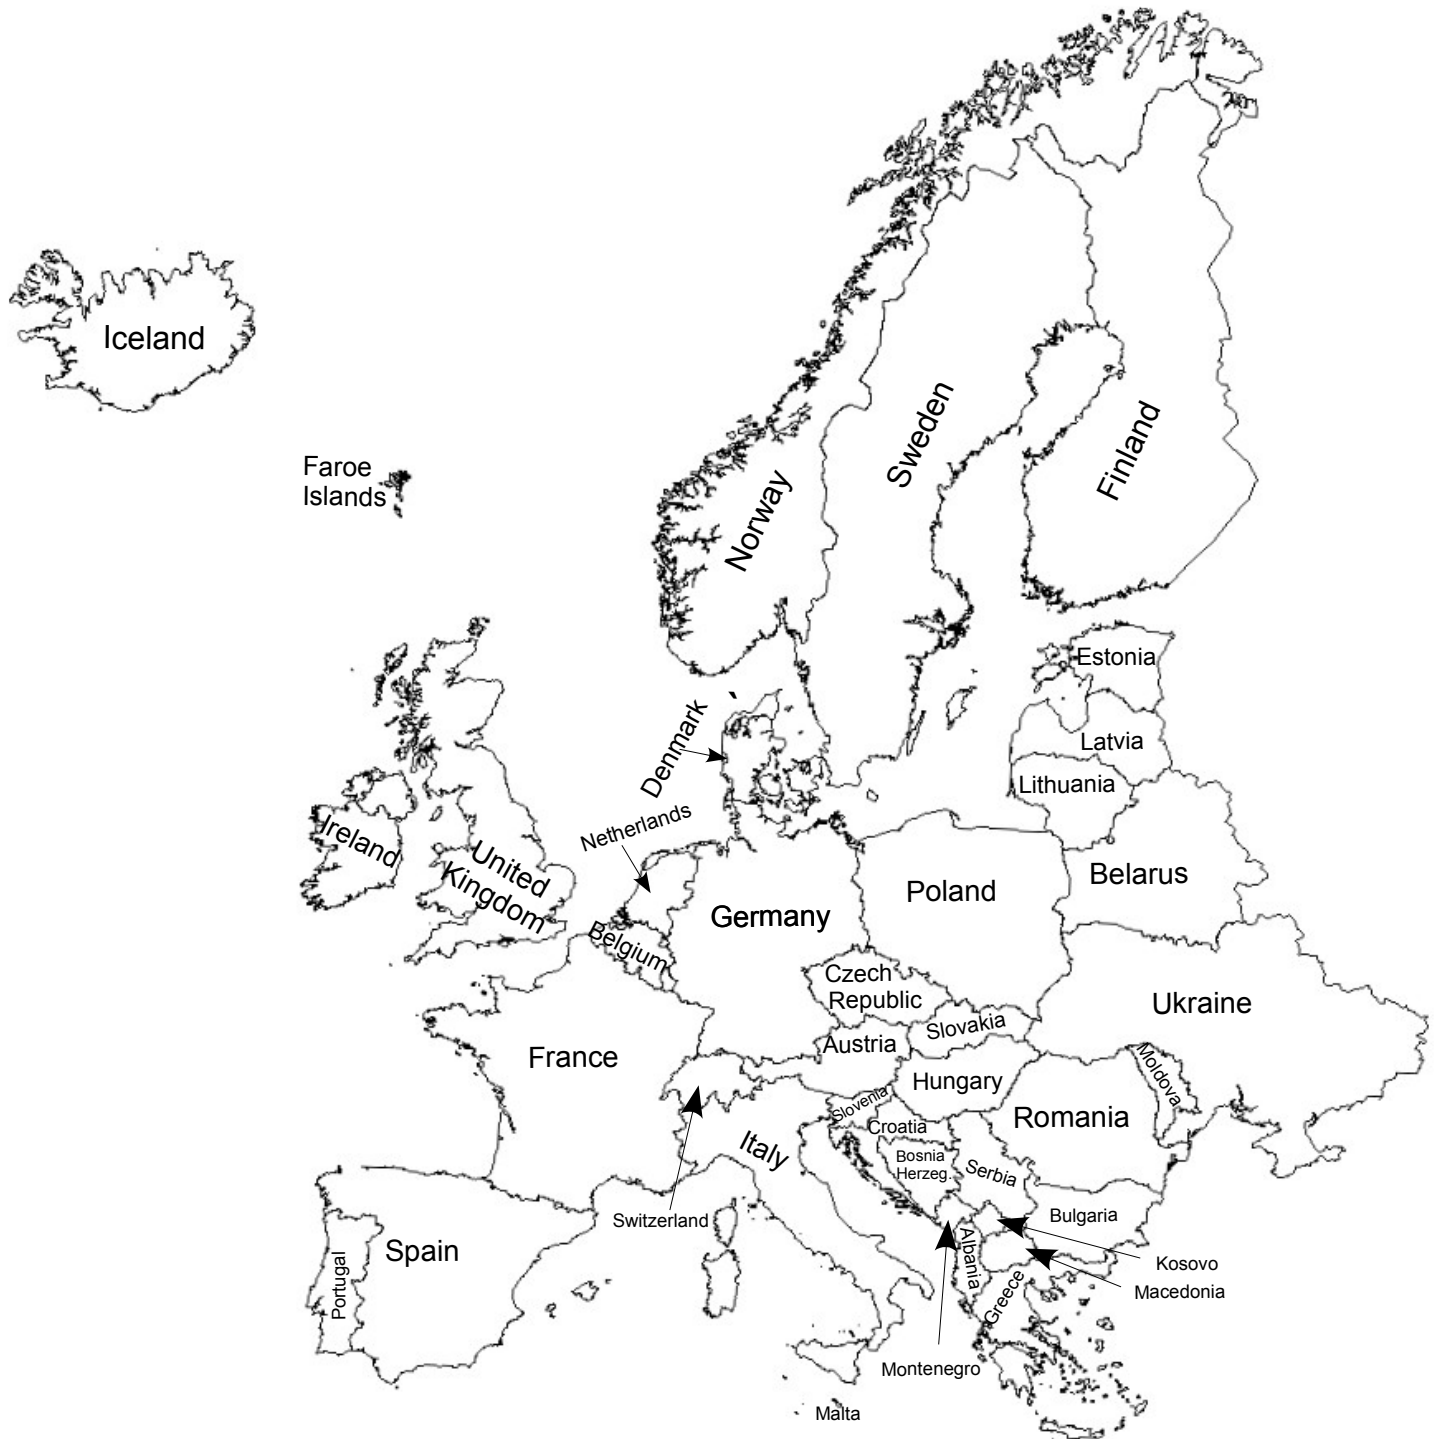 Iceland
Faroe
Islands
Norway
Sweden
Finland
Estonia
Latvia
Lithuania
Denmark
Netherlands
Ireland
United
Kingdom
Belgium
Germany
Poland
Belarus
Czech
Republic
Slovakia
Ukraine
France
Austria
Hungary
Moldova
Slovenia
Croatia
Romania
Italy
Bosnia
Herzeg.
Serbia
Switzerland
Bulgaria
Spain
Portugal
Albania
Kosovo
Macedonia
Greece
Montenegro
Malta